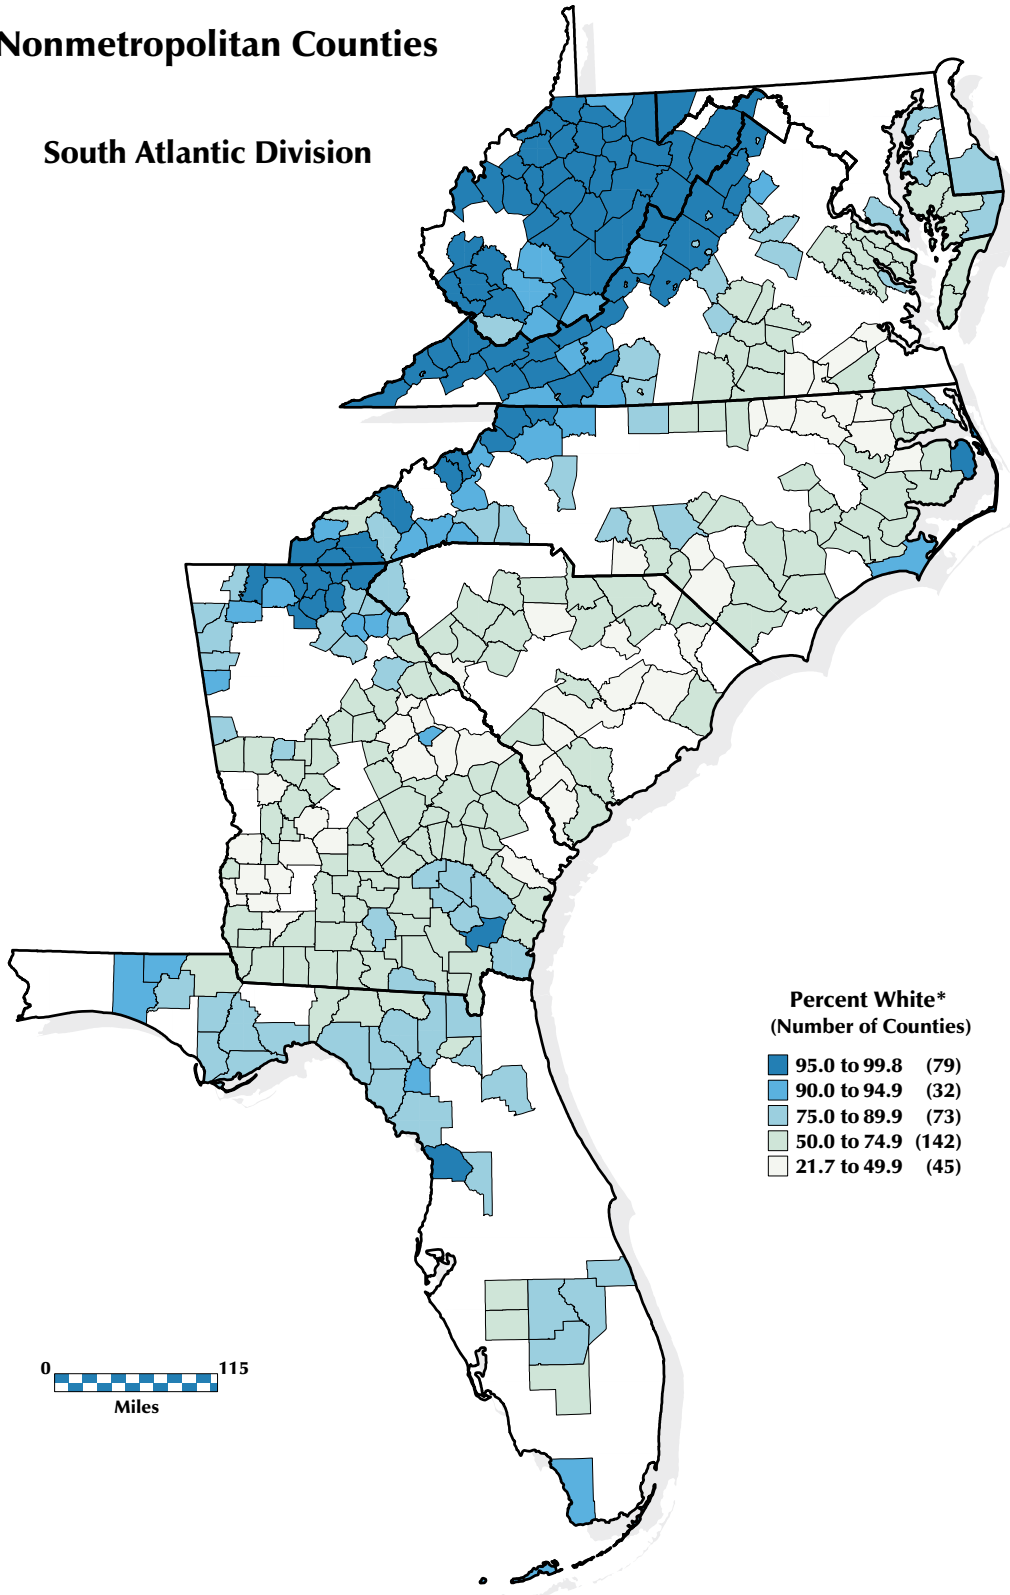 Nonmetropolitan Counties
South Atlantic Division
Percent White*
(Number of Counties)
95.0 to 99.8 (79)
90.0 to 94.9 (32)
75.0 to 89.9 (73)
50.0 to 74.9 (142)
21.7 to 49.9 (45)
0 115
Miles